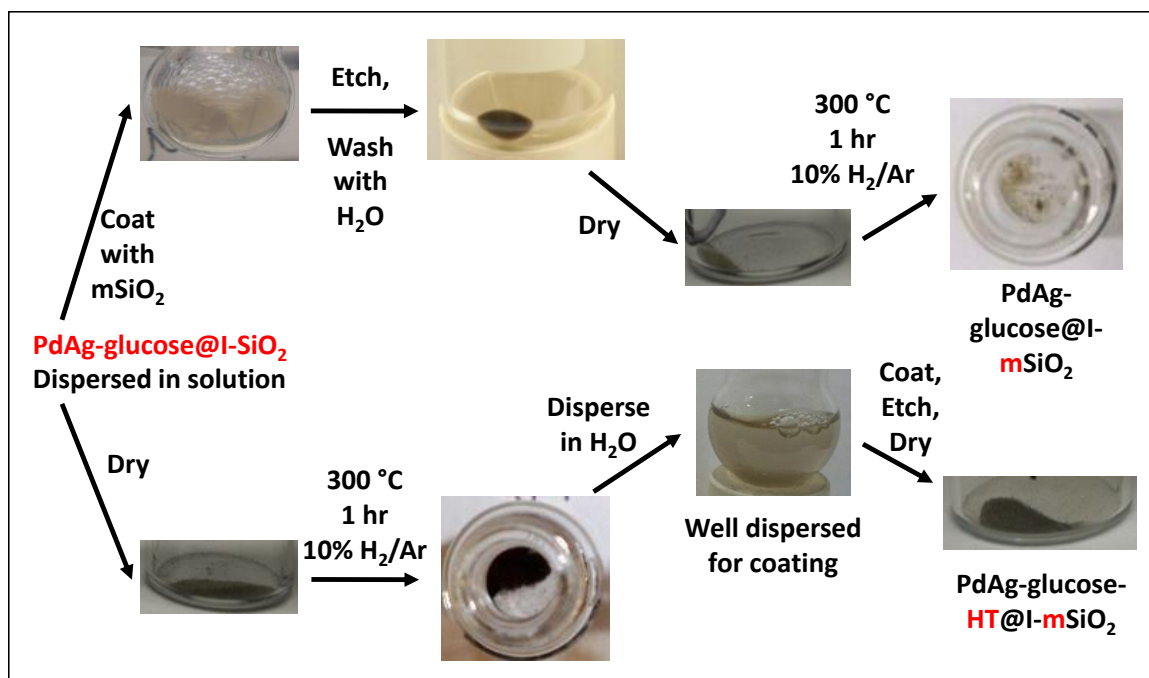 Coat
with
mSiO₂
Etch,
Wash
with
H₂O
Dry
300 °C
1 hr
10% H₂/Ar
PdAg-
glucose@I-
mSiO₂
PdAg-glucose@I-SiO₂
Dispersed in solution
Dry
300 °C
1 hr
10% H₂/Ar
Disperse
in H₂O
Well dispersed
for coating
Coat,
Etch,
Dry
PdAg-glucose-
HT@I-mSiO₂